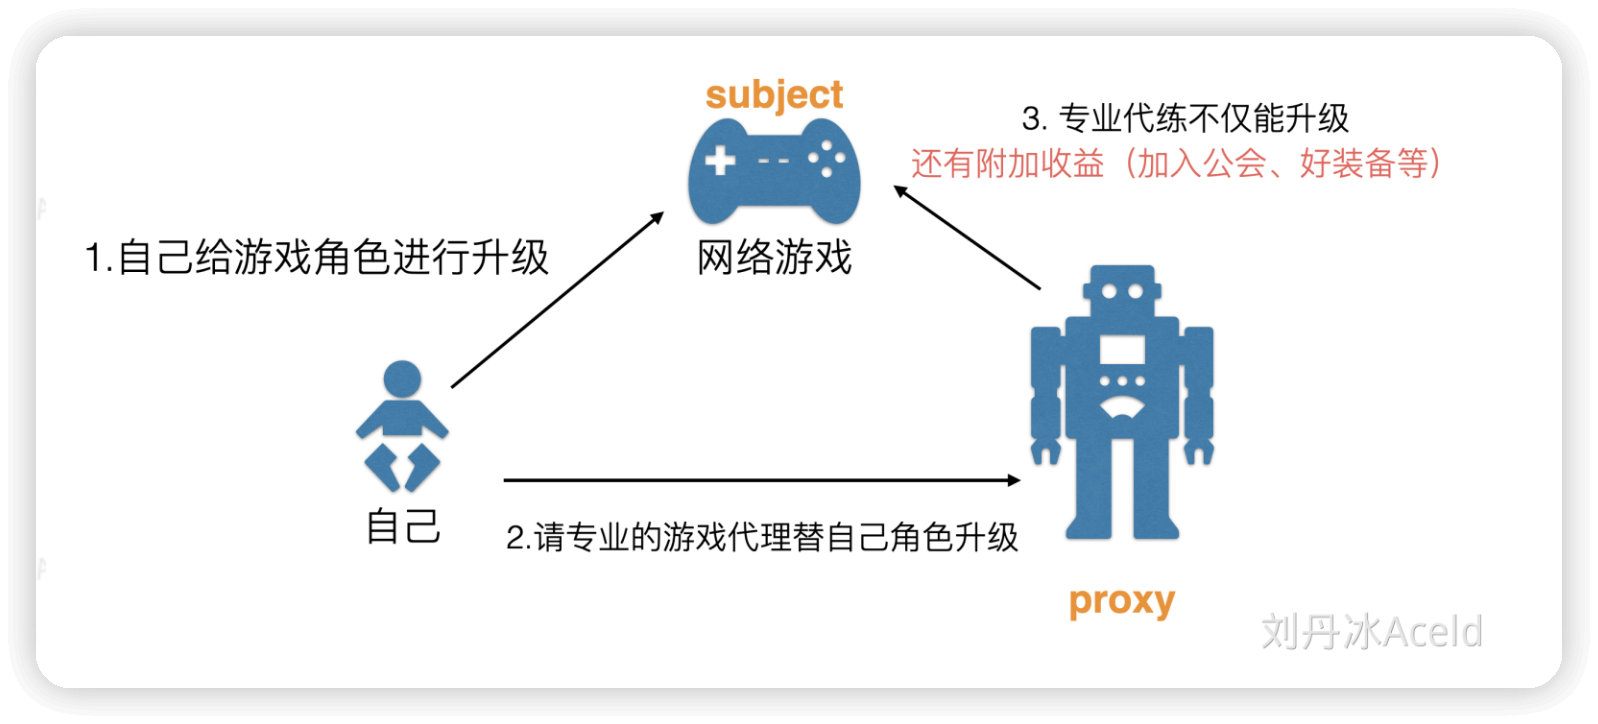 subject
3. 专业代练不仅能升级
还有附加收益（加入公会、好装备等）
1.自己给游戏角色进行升级
网络游戏
自己
2.请专业的游戏代理替自己角色升级
proxy
刘丹冰Aceld